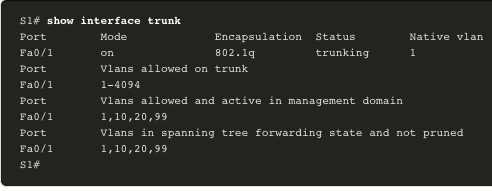 S1# show interface trunk
Port Mode Encapsulation Status Native vlan
Fa0/1 on 802.1q trunking 1
Port Vlans allowed on trunk
Fa0/1 1-4094
Port Vlans allowed and active in management domain
Fa0/1 1,10,20,99
Port Vlans in spanning tree forwarding state and not pruned
Fa0/1 1,10,20,99
S1#